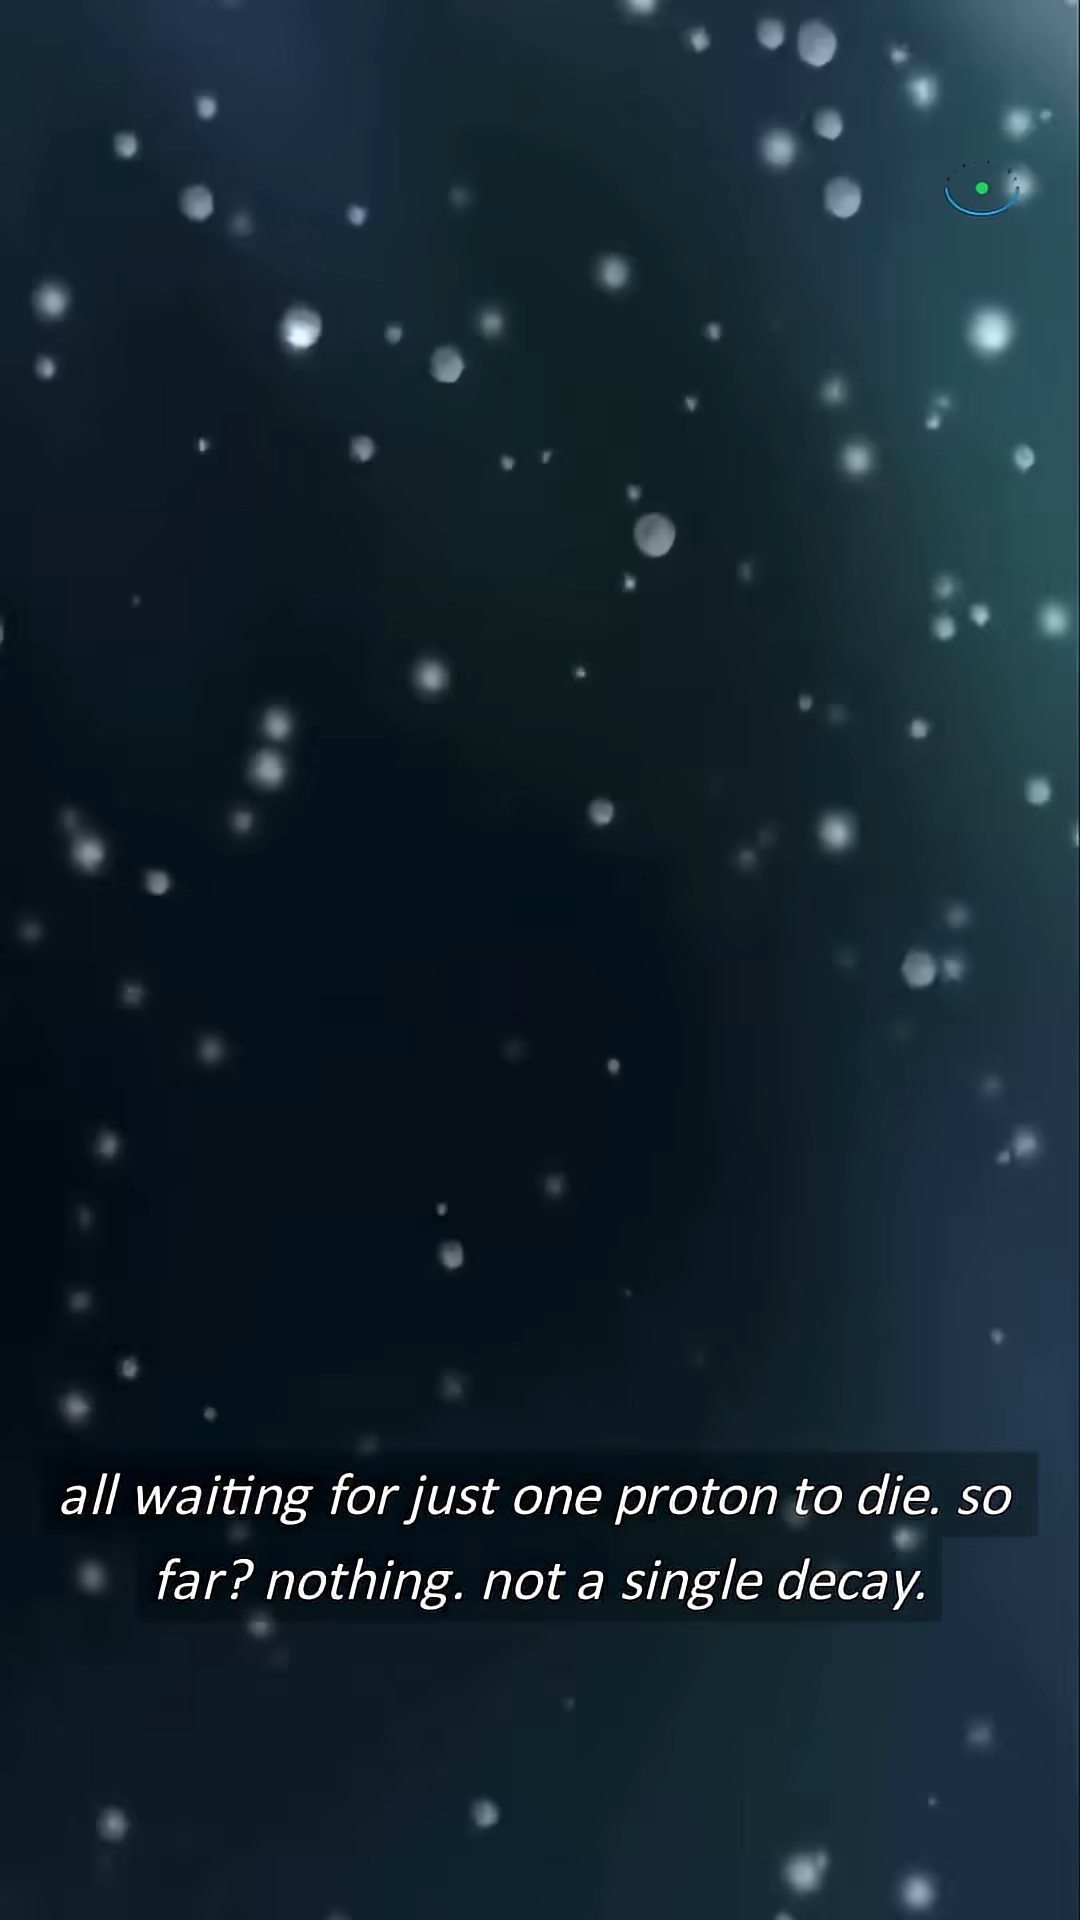 all waiting for just one proton to die. so
far? nothing. not a single decay.